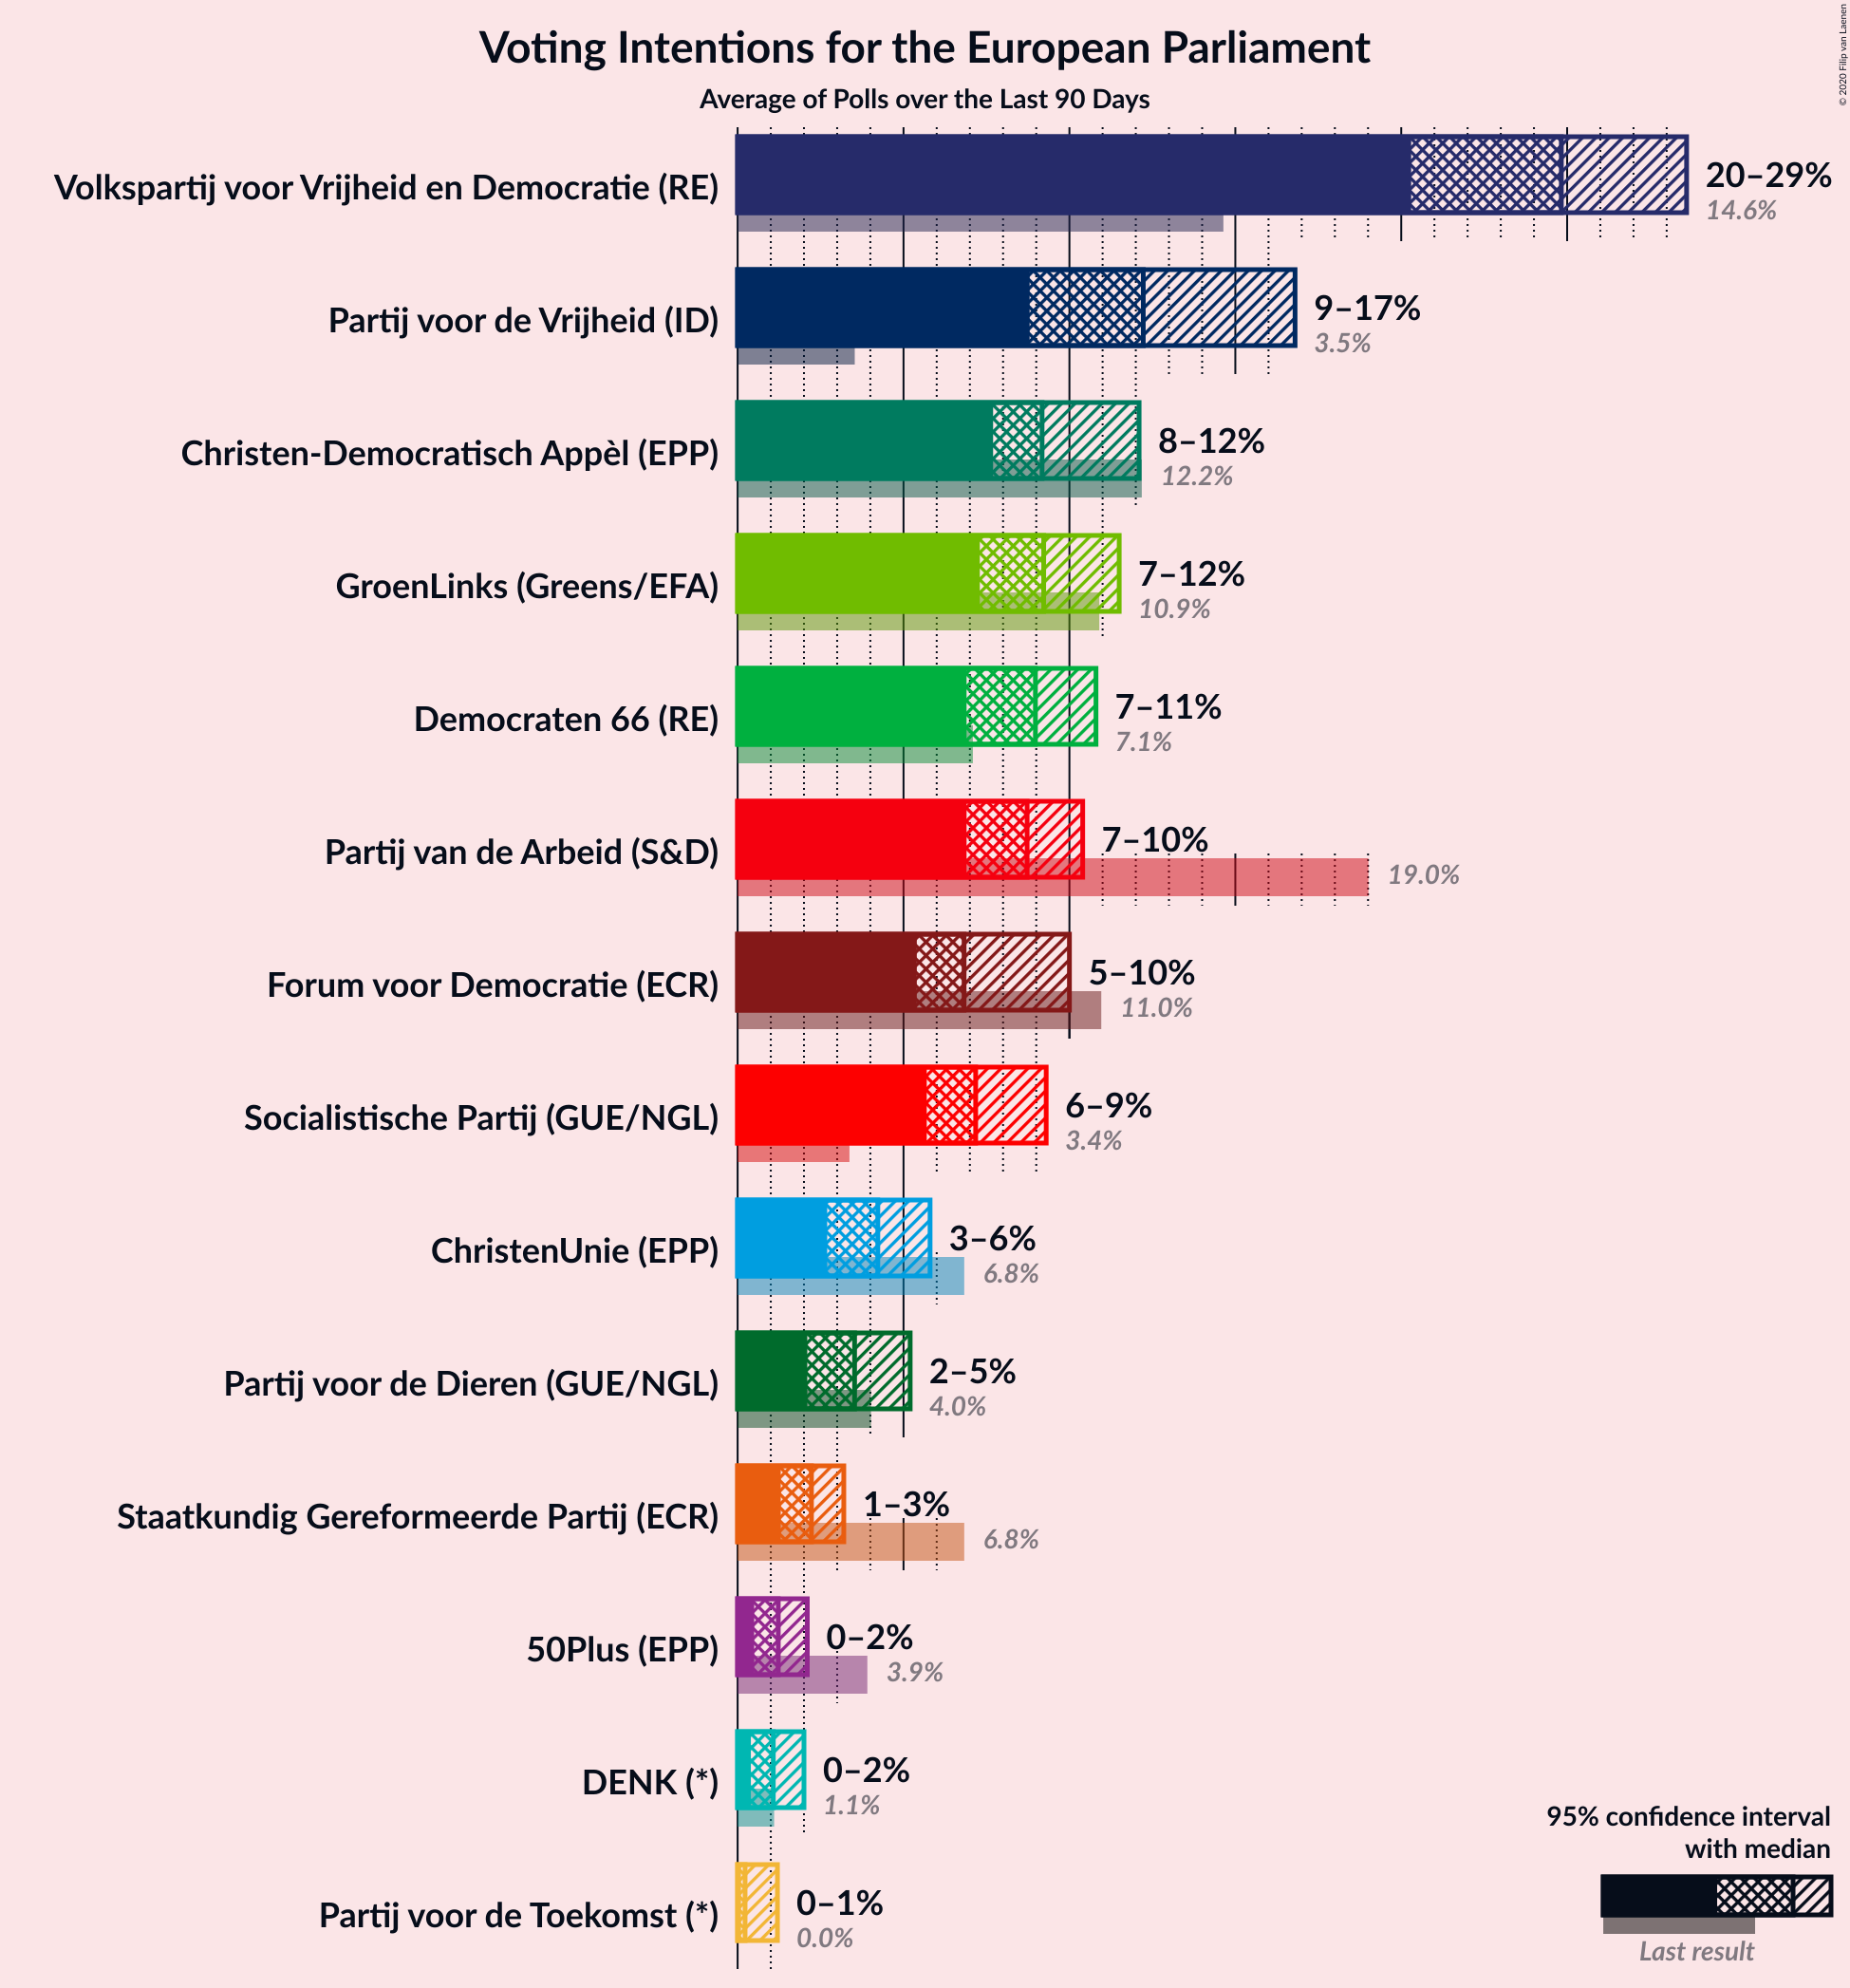 Voting Intentions for the European Parliament
Average of Polls over the Last 90 Days
© 2020 Filip van Laenen
Volkspartij voor Vrijheid en Democratie (RE)
20–29%
14.6%
Partij voor de Vrijheid (ID)
9–17%
3.5%
Christen-Democratisch Appèl (EPP)
8–12%
12.2%
GroenLinks (Greens/EFA)
7–12%
10.9%
Democraten 66 (RE)
7–11%
7.1%
Partij van de Arbeid (S&D)
7–10%
19.0%
Forum voor Democratie (ECR)
5–10%
11.0%
Socialistische Partij (GUE/NGL)
6–9%
3.4%
ChristenUnie (EPP)
3–6%
6.8%
Partij voor de Dieren (GUE/NGL)
2–5%
4.0%
Staatkundig Gereformeerde Partij (ECR)
1–3%
6.8%
50Plus (EPP)
0–2%
3.9%
DENK (*)
0–2%
1.1%
Partij voor de Toekomst (*)
0–1%
0.0%
95% confidence interval
with median
Last result